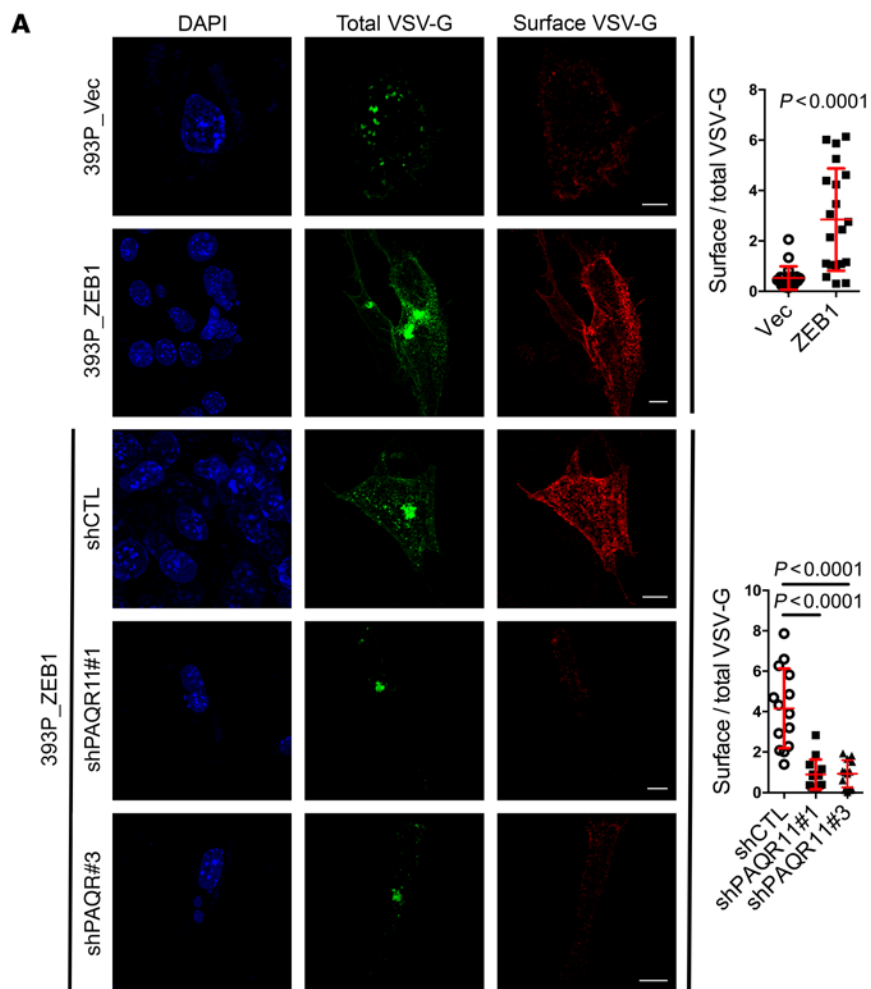 A
DAPI
Total VSV-G
Surface VSV-G
393P_Vec
393P_ZEB1
393P_ZEB1
shCTL
shPAQR11#1
shPAQR#3
Surface / total VSV-G
8
6
4
2
0
P < 0.0001
Vec
ZEB1
Surface / total VSV-G
10
8
6
4
2
0
P < 0.0001
P < 0.0001
shCTL
shPAQR11#1
shPAQR11#3